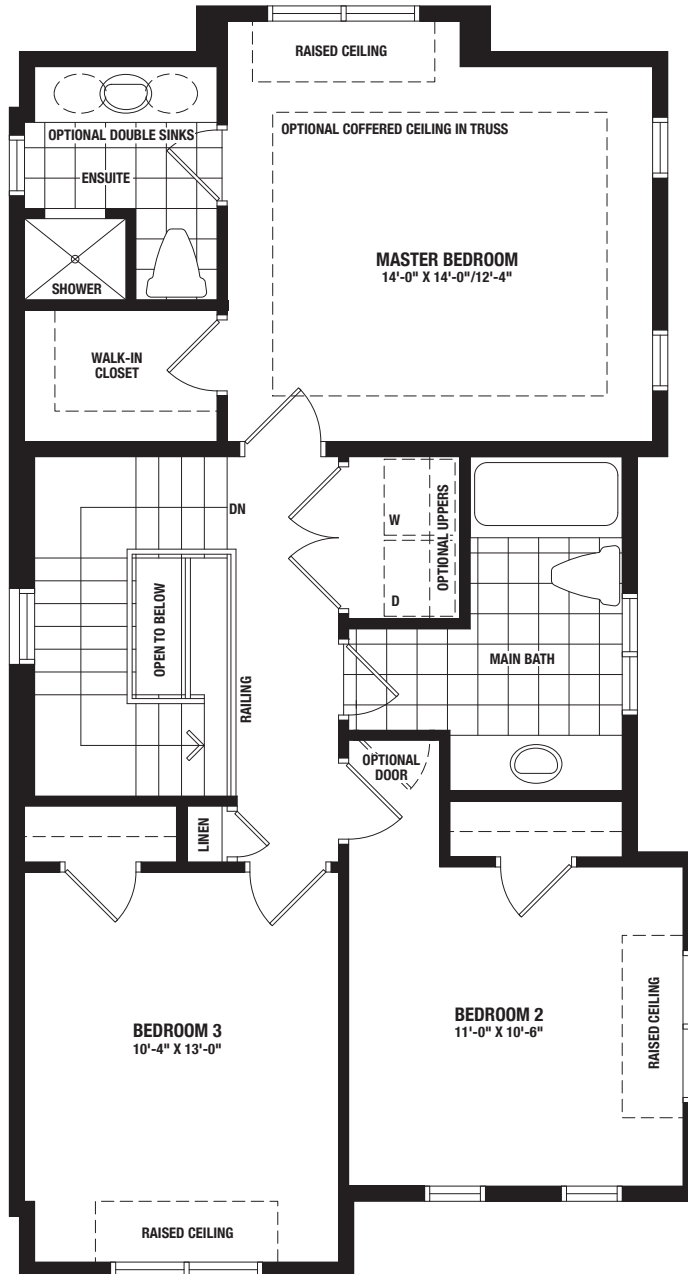 RAISED CEILING
OPTIONAL DOUBLE SINKS
OPTIONAL COFFERED CEILING IN TRUSS
ENSUITE
MASTER BEDROOM
14'-0" X 14'-0"/12'-4"
SHOWER
WALK-IN
CLOSET
DN
W
OPTIONAL UPPERS
D
OPEN TO BELOW
RAILING
MAIN BATH
OPTIONAL
DOOR
LINEN
BEDROOM 3
10'-4" X 13'-0"
BEDROOM 2
11'-0" X 10'-6"
RAISED CEILING
RAISED CEILING